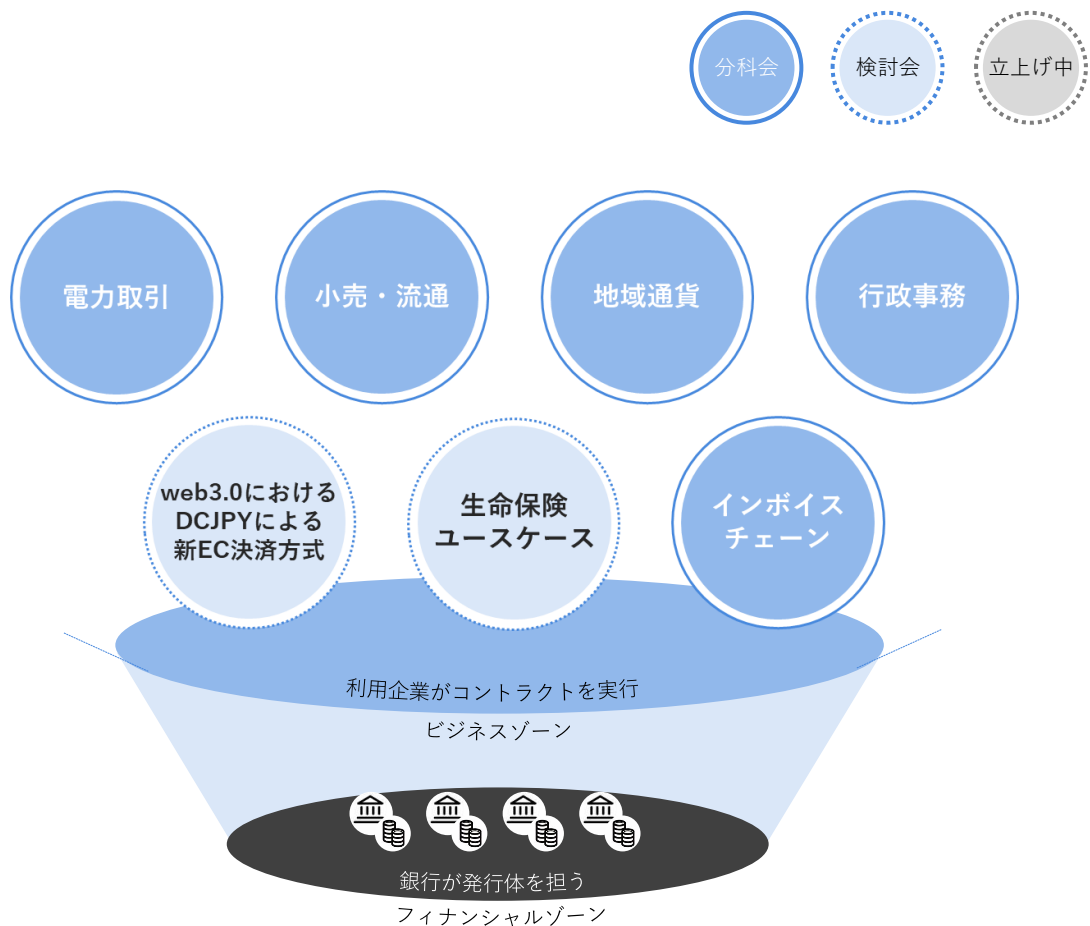 分科会
検討会
立上げ中
電力取引
小売・流通
地域通貨
行政事務
web3.0における
DCJPYによる
新EC決済方式
生命保険
ユースケース
インボイス
チェーン
利用企業がコントラクトを実行
ビジネスゾーン
銀行が発行体を担う
フィナンシャルゾーン